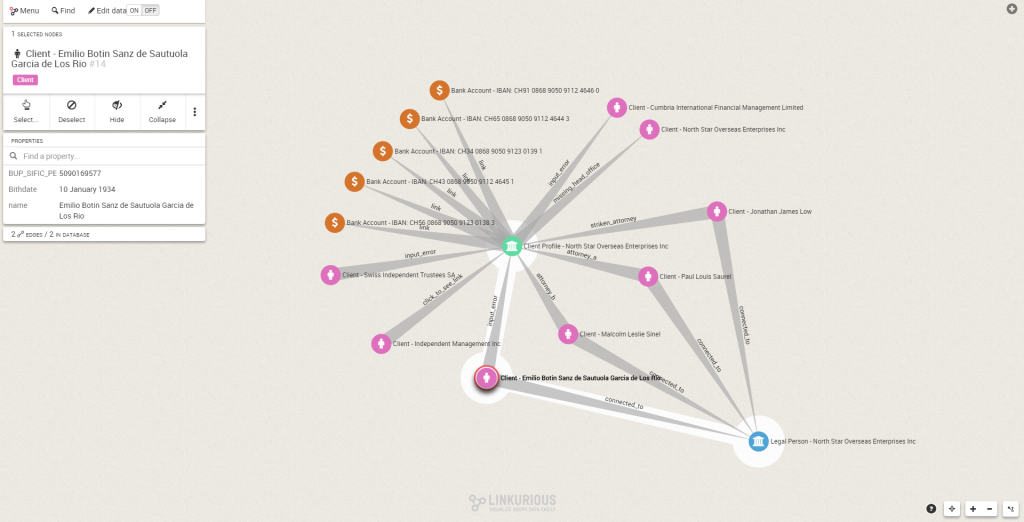 Menu Find Edit data ON OFF
1 SELECTED NODES
Client - Emilio Botin Sanz de Sautuola
Garcia de Los Rio #14
Client
Select... Deselect Hide Collapse
PROPERTIES
Find a property...
BUP_SIFIC_PE 5090169577
Birthdate 10 January 1934
name Emilio Botin Sanz de Sautuola Garcia de
Los Rio
2 EDGES / 2 IN DATABASE
Bank Account - IBAN: CH91 0868 9050 9112 4646 0
Client - Cumbria International Financial Management Limited
Bank Account - IBAN: CH65 0868 9050 9112 4644 3
Client - North Star Overseas Enterprises Inc
Bank Account - IBAN: CH34 0868 9050 9123 0139 1
link
input_error
Bank Account - IBAN: CH43 0868 9050 9112 4645 1
link
missing_head_office
link
link
Client - Jonathan James Low
Bank Account - IBAN: CH56 0868 9050 9123 0138 3
link
striken_attorney
Client Profile - North Star Overseas Enterprises Inc
input_error
attorney_a
Client - Swiss Independent Trustees SA
Client - Paul Louis Saurel
click_to_see_link
attorney_b
input_error
connected_to
Client - Malcolm Leslie Sinel
Client - Independent Management Inc
connected_to
Client - Emilio Botin Sanz de Sautuola Garcia de Los Rio
connected_to
connected_to
Legal Person - North Star Overseas Enterprises Inc
LINKURIOUS
VISUALIZE GRAPH DATA EASILY